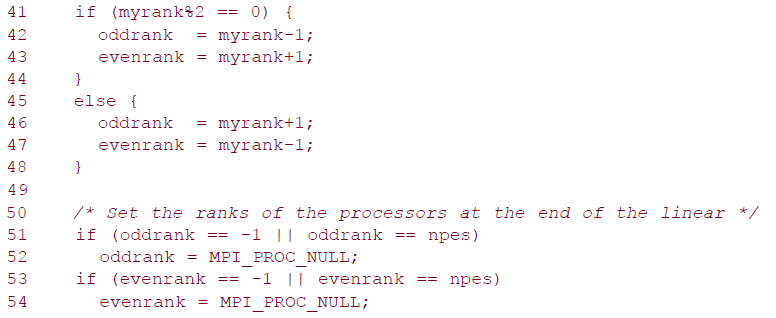 41     if (myrank%2 == 0) {
42       oddrank  = myrank-1;
43       evenrank = myrank+1;
44     }
45     else {
46       oddrank  = myrank+1;
47       evenrank = myrank-1;
48     }
49
50     /* Set the ranks of the processors at the end of the linear */
51     if (oddrank == -1 || oddrank == npes)
52       oddrank = MPI_PROC_NULL;
53     if (evenrank == -1 || evenrank == npes)
54       evenrank = MPI_PROC_NULL;